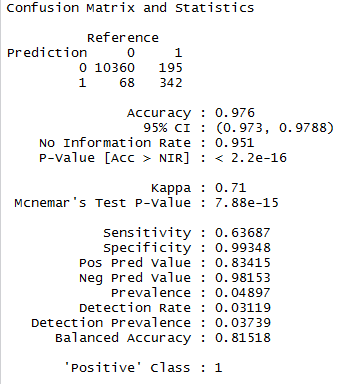 Confusion Matrix and Statistics
Reference
Prediction 0 1
0 10360 195
1 68 342
Accuracy : 0.976
95% CI : (0.973, 0.9788)
No Information Rate : 0.951
P-Value [Acc > NIR] : < 2.2e-16
Kappa : 0.71
Mcnemar's Test P-Value : 7.88e-15
Sensitivity : 0.63687
Specificity : 0.99348
Pos Pred Value : 0.83415
Neg Pred Value : 0.98153
Prevalence : 0.04897
Detection Rate : 0.03119
Detection Prevalence : 0.03739
Balanced Accuracy : 0.81518
'Positive' Class : 1